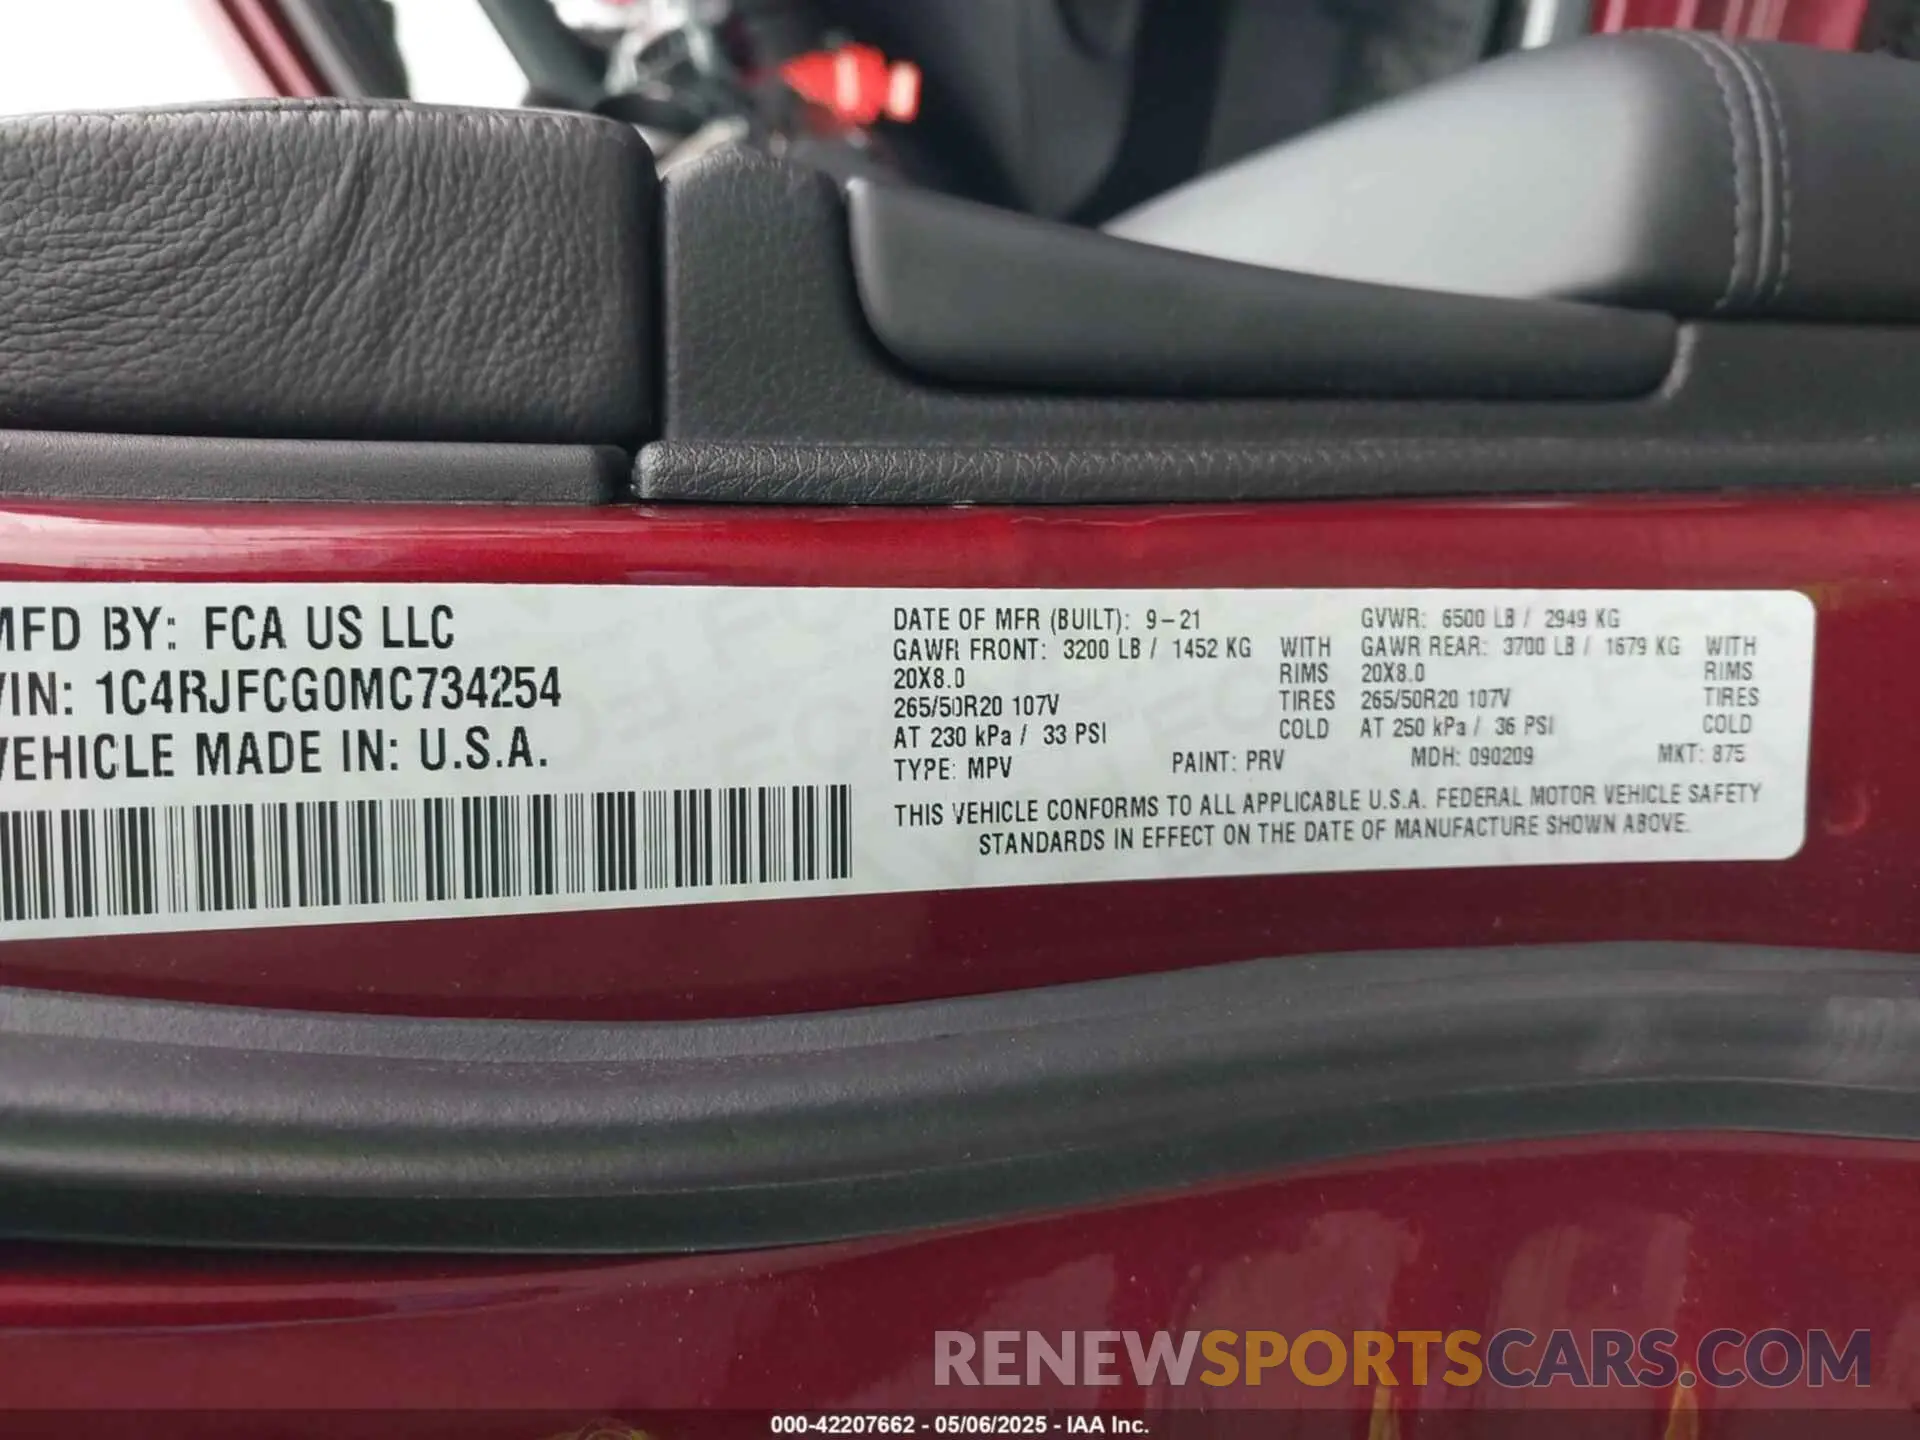 MFD BY: FCA US LLC
VIN: 1C4RJFCG0MC734254
VEHICLE MADE IN: U.S.A.
DATE OF MFR (BUILT): 9-21 GVWR: 6500 LB / 2949 KG
GAWR FRONT: 3200 LB / 1452 KG WITH GAWR REAR: 3700 LB / 1679 KG WITH
20X8.0 RIMS 20X8.0 RIMS
265/50R20 107V TIRES 265/50R20 107V TIRES
AT 230 kPa / 33 PSI COLD AT 250 kPa / 36 PSI COLD
TYPE: MPV PAINT: PRV MDH: 090209 MKT: 875
THIS VEHICLE CONFORMS TO ALL APPLICABLE U.S.A. FEDERAL MOTOR VEHICLE SAFETY
STANDARDS IN EFFECT ON THE DATE OF MANUFACTURE SHOWN ABOVE.
RENEWSPORTSCARS.COM
000-42207662 - 05/06/2025 - IAA Inc.